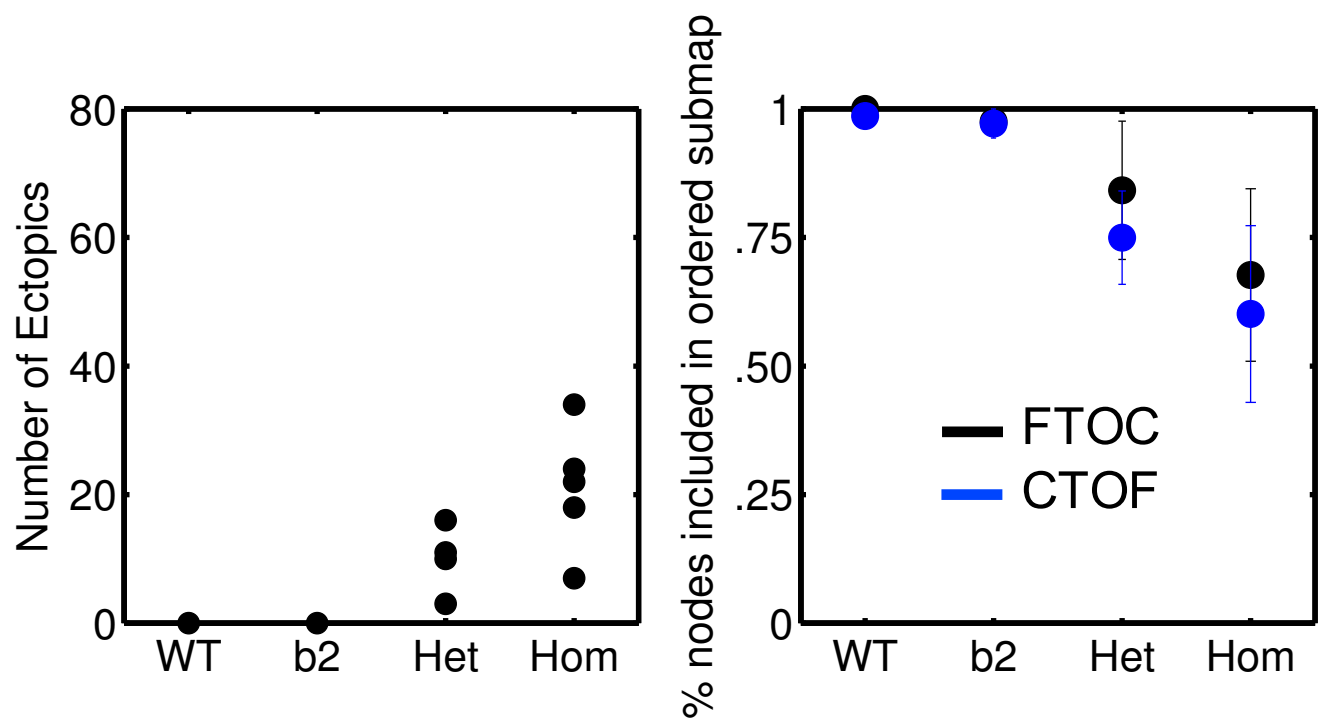 Number of Ectopics
80
60
40
20
0
WT b2 Het Hom
% nodes included in ordered submap
1
.75
.50
.25
0
FTOC
CTOF
WT b2 Het Hom